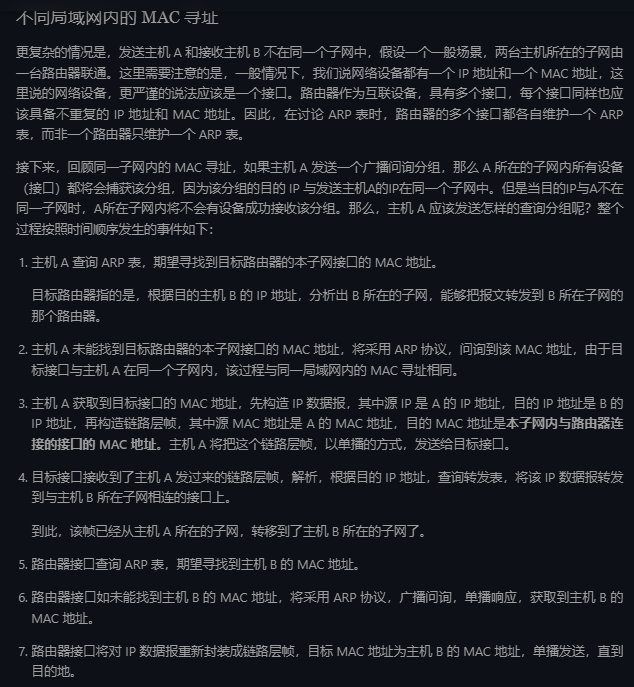 不同局域网内的 MAC 寻址
更复杂的情况是，发送主机 A 和接收主机 B 不在同一个子网中，假设一个一般场景，两台主机所在的子网由
一台路由器联通。这里需要注意的是，一般情况下，我们说网络设备都有一个 IP 地址和一个 MAC 地址，这
里说的网络设备，更严谨的说法应该是一个接口。路由器作为互联设备，具有多个接口，每个接口同样也应
该具备不重复的 IP 地址和 MAC 地址。因此，在讨论 ARP 表时，路由器的多个接口都各自维护一个 ARP
表，而非一个路由器只维护一个 ARP 表。
接下来，回顾同一子网内的 MAC 寻址，如果主机 A 发送一个广播问询分组，那么 A 所在的子网内所有设备
（接口）都将会捕获该分组，因为该分组的目的 IP 与发送主机A的IP在同一个子网中。但是当目的IP与A不在
同一子网时，A所在子网内将不会有设备成功接收该分组。那么，主机 A 应该发送怎样的查询分组呢？整个
过程按照时间顺序发生的事件如下：
1. 主机 A 查询 ARP 表，期望寻找到目标路由器的本子网接口的 MAC 地址。
目标路由器指的是，根据目的主机 B 的 IP 地址，分析出 B 所在的子网，能够把报文转发到 B 所在子网的
那个路由器。
2. 主机 A 未能找到目标路由器的本子网接口的 MAC 地址，将采用 ARP 协议，问询到该 MAC 地址，由于目
标接口与主机 A 在同一个子网内，该过程与同一局域网内的 MAC 寻址相同。
3. 主机 A 获取到目标接口的 MAC 地址，先构造 IP 数据报，其中源 IP 是 A 的 IP 地址，目的 IP 地址是 B 的
IP 地址，再构造链路层帧，其中源 MAC 地址是 A 的 MAC 地址，目的 MAC 地址是本子网内与路由器连
接的接口的 MAC 地址。主机 A 将把这个链路层帧，以单播的方式，发送给目标接口。
4. 目标接口接收到了主机 A 发过来的链路层帧，解析，根据目的 IP 地址，查询转发表，将该 IP 数据报转发
到与主机 B 所在子网相连的接口上。
到此，该帧已经从主机 A 所在的子网，转移到了主机 B 所在的子网了。
5. 路由器接口查询 ARP 表，期望寻找到主机 B 的 MAC 地址。
6. 路由器接口如未能找到主机 B 的 MAC 地址，将采用 ARP 协议，广播问询，单播响应，获取到主机 B 的
MAC 地址。
7. 路由器接口将对 IP 数据报重新封装成链路层帧，目标 MAC 地址为主机 B 的 MAC 地址，单播发送，直到
目的地。